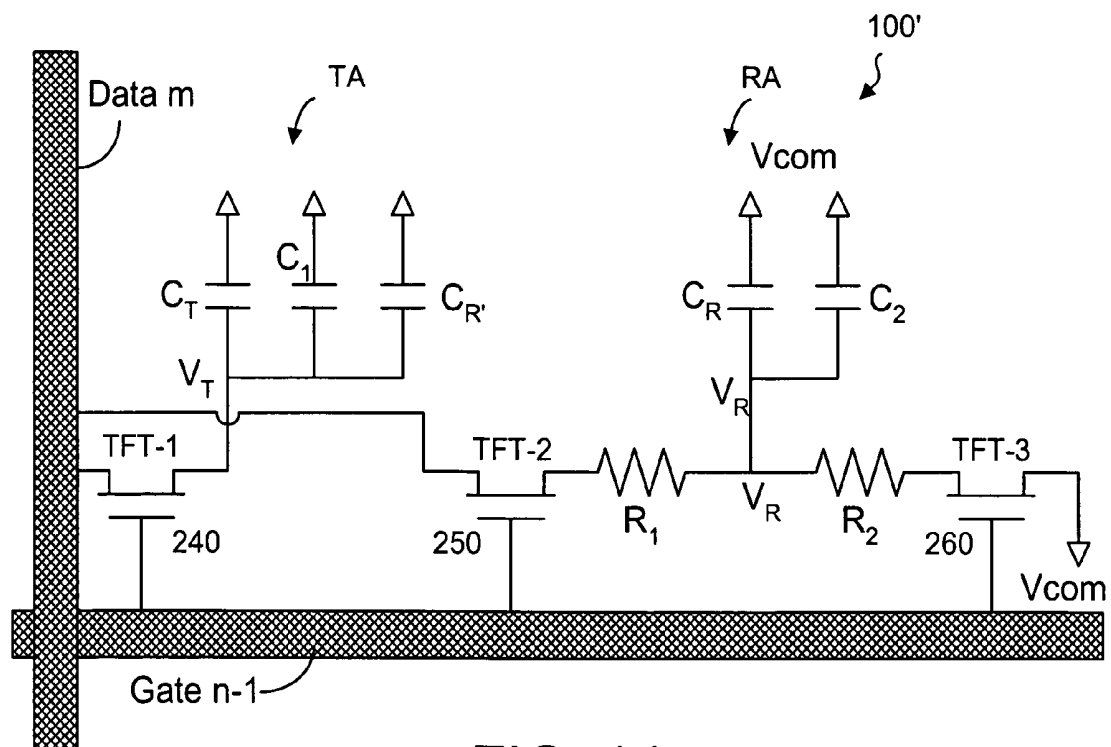 100'
TA
RA
Data m
Vcom
C1
CT
CR'
CR
C2
VT
VR
TFT-1
TFT-2
TFT-3
VR
R1
R2
240
250
260
Vcom
Gate n-1